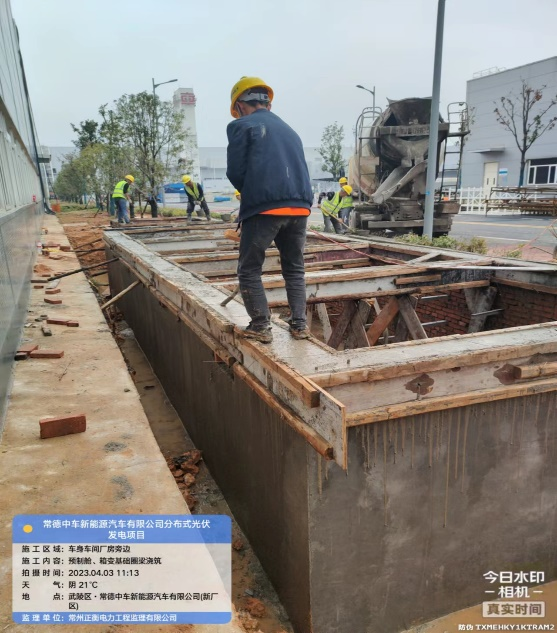 常德中车新能源汽车有限公司分布式光伏
发电项目
施工区域：车身车间厂房旁边
施工内容：预制舱、箱变基础圈梁浇筑
拍摄时间：2023.04.03 11:13
天 气：阴 21℃
地 点：武陵区·常德中车新能源汽车有限公司(新厂
区)
监理单位：常州正衡电力工程监理有限公司
今日水印
-相机-
真实时间
防伪 TXMEHKY1KTRAM2